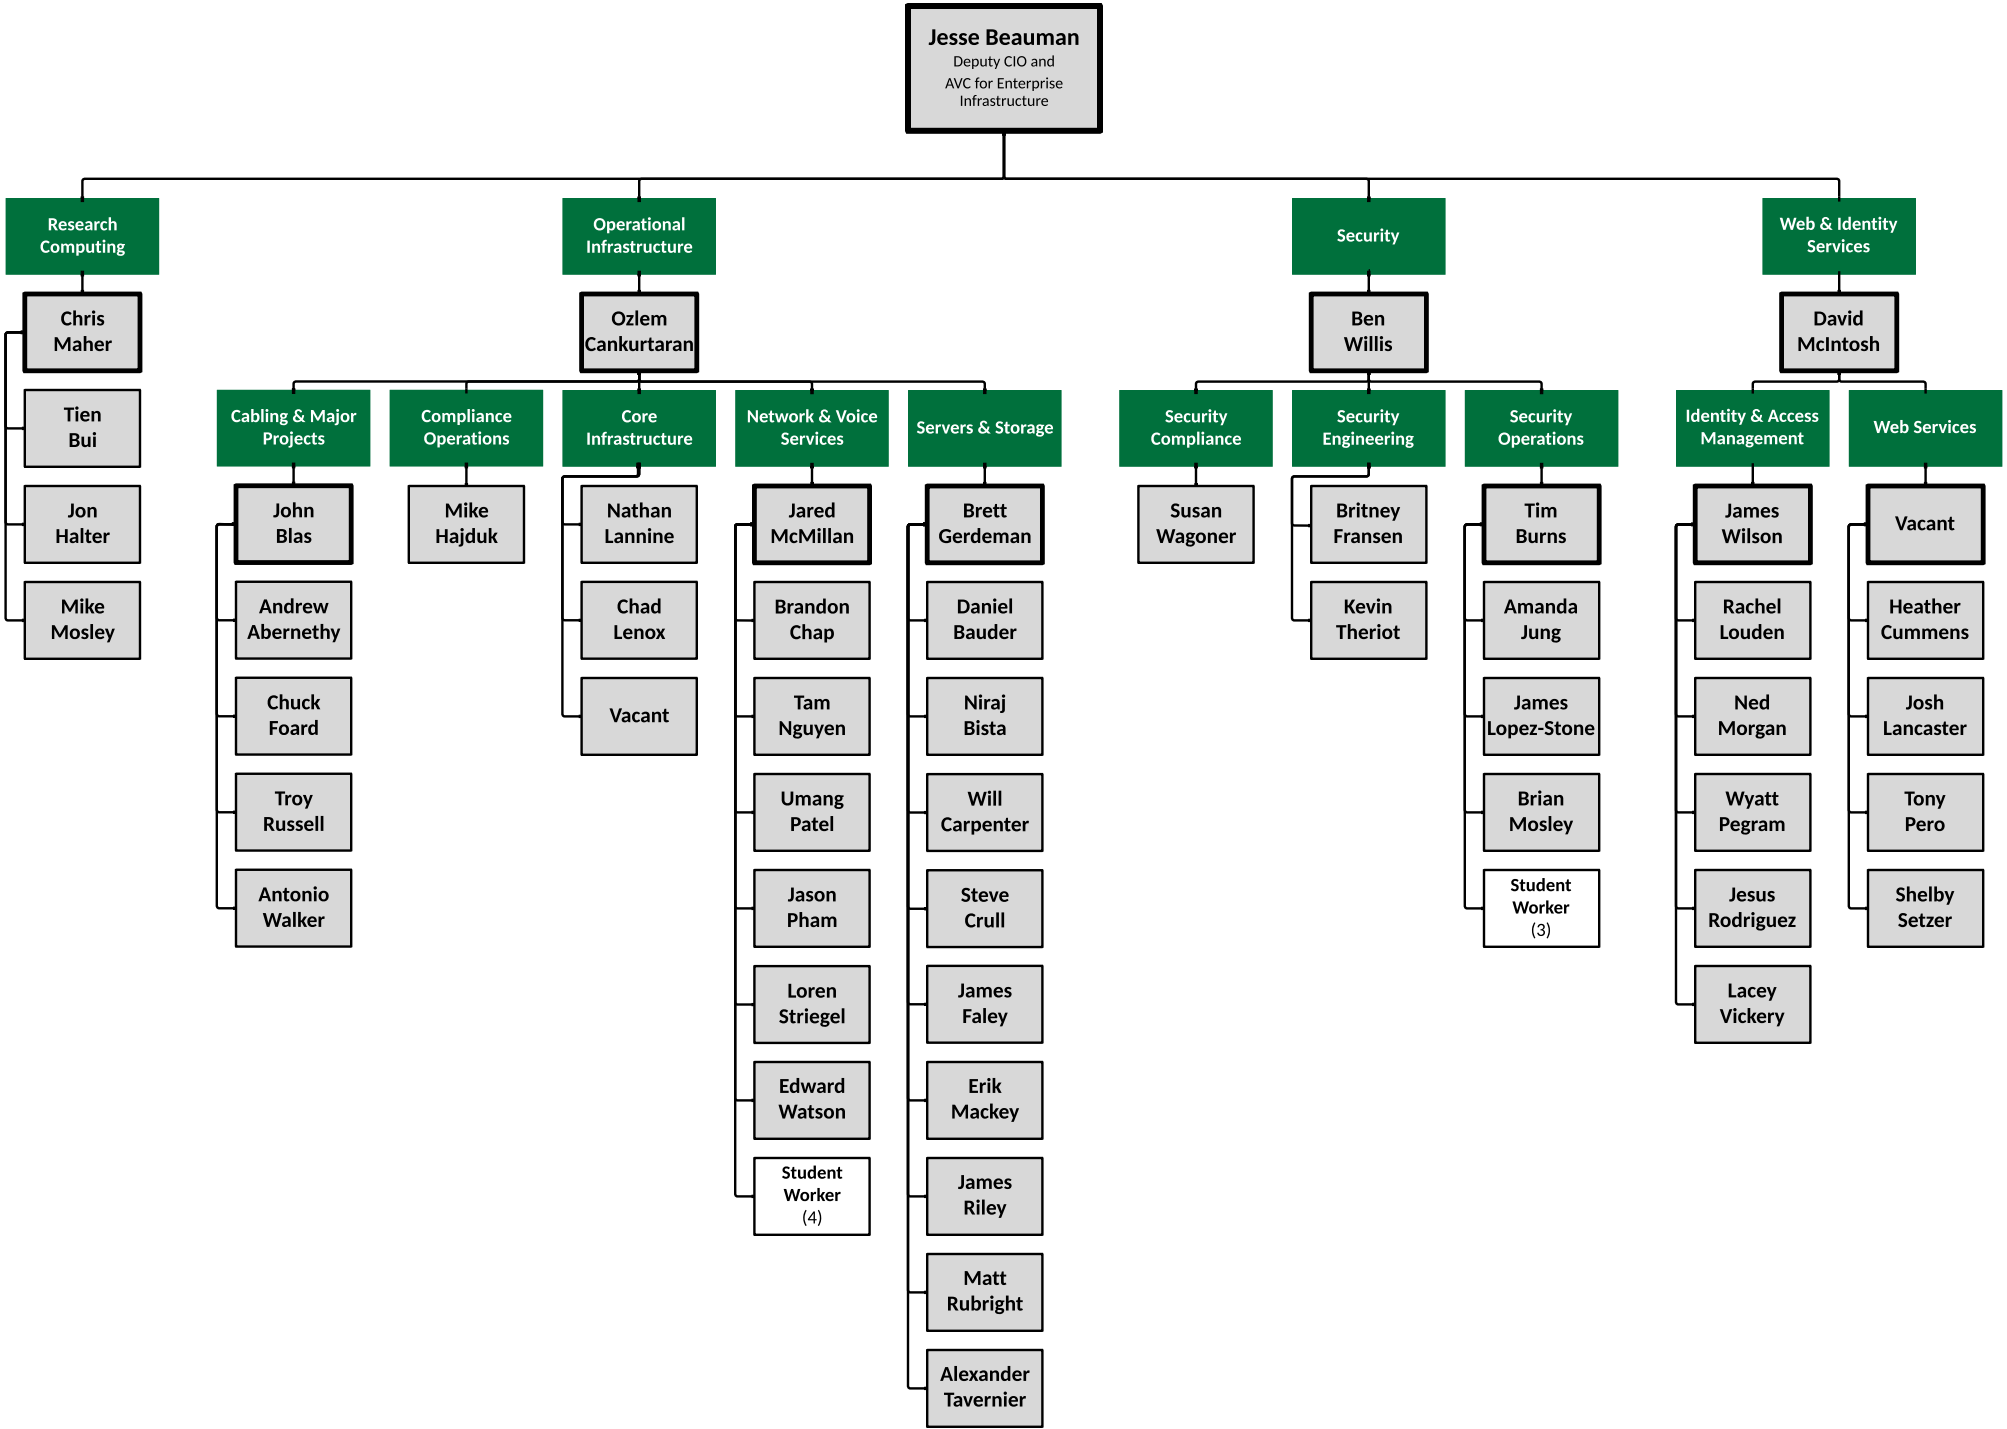 Jesse Beauman
Deputy CIO and
AVC for Enterprise
Infrastructure
Research
Computing
Chris
Maher
Tien
Bui
Jon
Halter
Mike
Mosley
Operational
Infrastructure
Ozlem
Cankurtaran
Cabling & Major
Projects
John
Blas
Andrew
Abernethy
Chuck
Foard
Troy
Russell
Antonio
Walker
Compliance
Operations
Mike
Hajduk
Core
Infrastructure
Nathan
Lannine
Chad
Lenox
Vacant
Network & Voice
Services
Jared
McMillan
Brandon
Chap
Tam
Nguyen
Umang
Patel
Jason
Pham
Loren
Striegel
Edward
Watson
Student
Worker
(4)
Servers & Storage
Brett
Gerdeman
Daniel
Bauder
Niraj
Bista
Will
Carpenter
Steve
Crull
James
Faley
Erik
Mackey
James
Riley
Matt
Rubright
Alexander
Tavernier
Security
Ben
Willis
Security
Compliance
Susan
Wagoner
Security
Engineering
Britney
Fransen
Kevin
Theriot
Security
Operations
Tim
Burns
Amanda
Jung
James
Lopez-Stone
Brian
Mosley
Student
Worker
(3)
Web & Identity
Services
David
McIntosh
Identity & Access
Management
James
Wilson
Rachel
Louden
Ned
Morgan
Wyatt
Pegram
Jesus
Rodriguez
Lacey
Vickery
Web Services
Vacant
Heather
Cummens
Josh
Lancaster
Tony
Pero
Shelby
Setzer